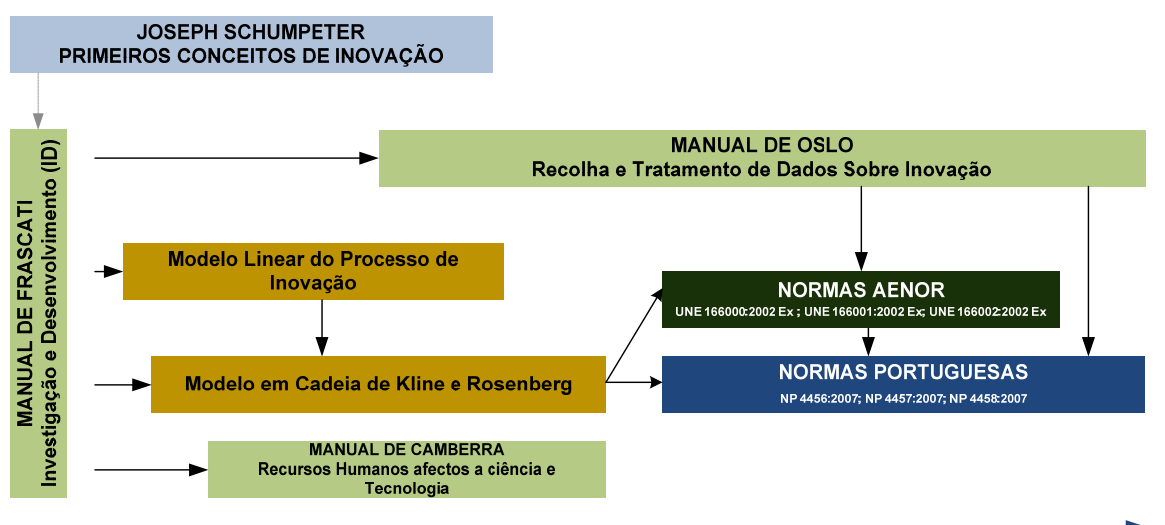 JOSEPH SCHUMPETER
PRIMEIROS CONCEITOS DE INOVAÇÃO
MANUAL DE FRASCATI
Investigação e Desenvolvimento (ID)
MANUAL DE OSLO
Recolha e Tratamento de Dados Sobre Inovação
Modelo Linear do Processo de
Inovação
NORMAS AENOR
UNE 166000:2002 Ex ; UNE 166001:2002 Ex; UNE 166002:2002 Ex
Modelo em Cadeia de Kline e Rosenberg
NORMAS PORTUGUESAS
NP 4456:2007; NP 4457:2007; NP 4458:2007
MANUAL DE CAMBERRA
Recursos Humanos afectos a ciência e
Tecnologia